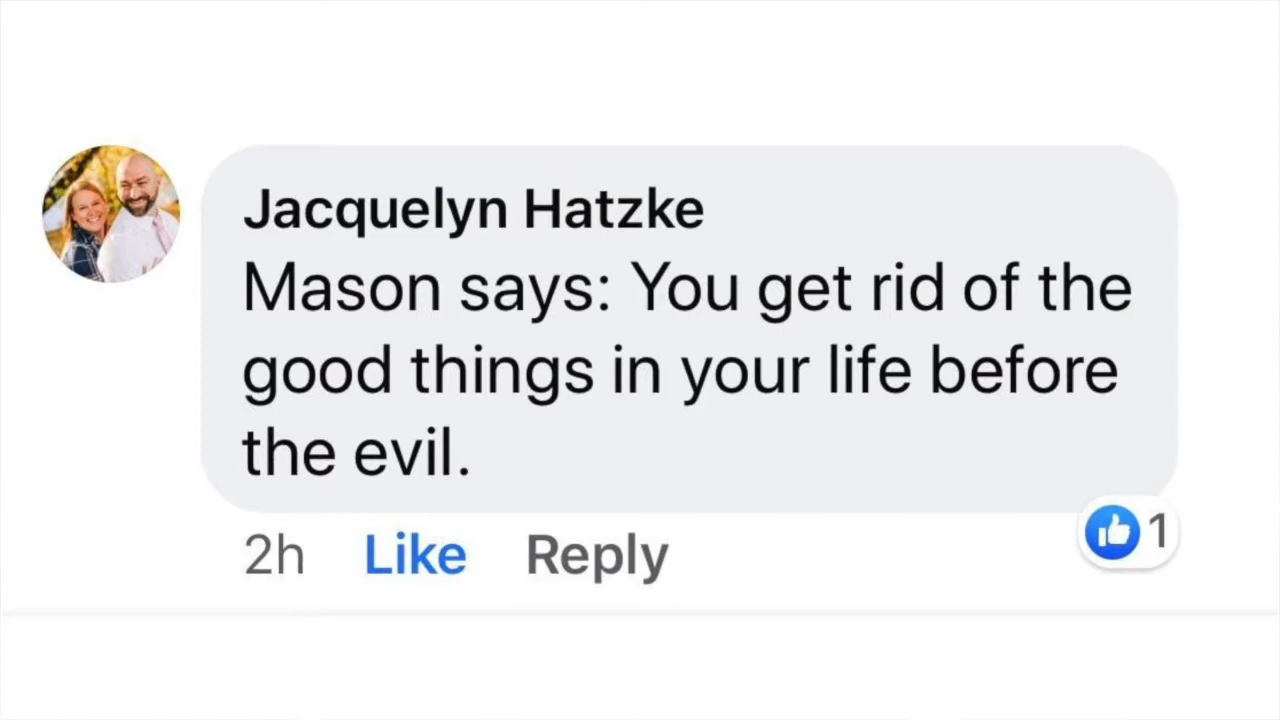 Jacquelyn Hatzke
Mason says: You get rid of the
good things in your life before
the evil.
2h Like Reply 1